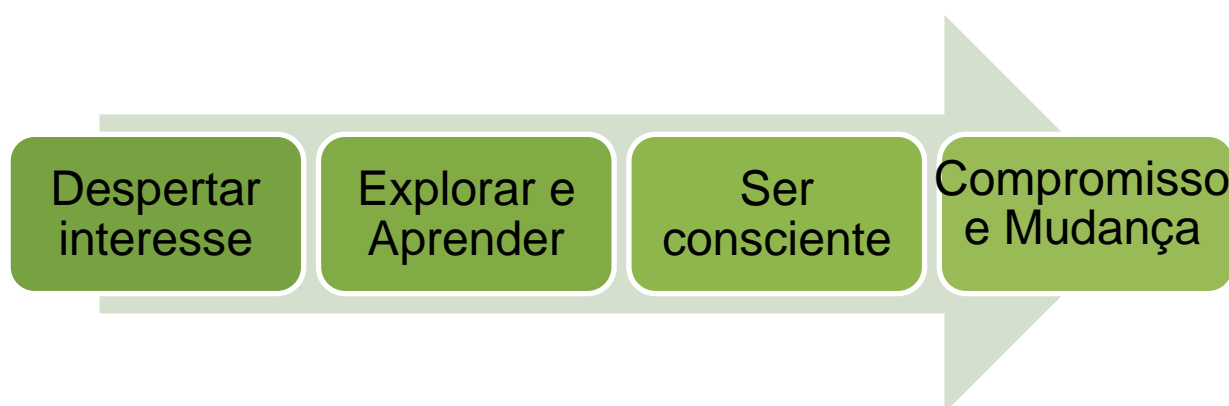 Despertar
interesse
Explorar e
Aprender
Ser
consciente
Compromisso
e Mudança